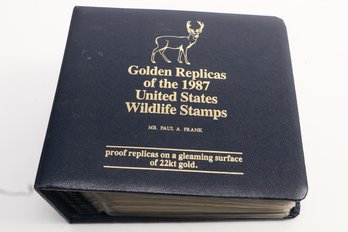 Golden Replicas
of the 1987
United States
Wildlife Stamps
MR. PAUL A. FRANK
proof replicas on a gleaming surface
of 22kt gold.